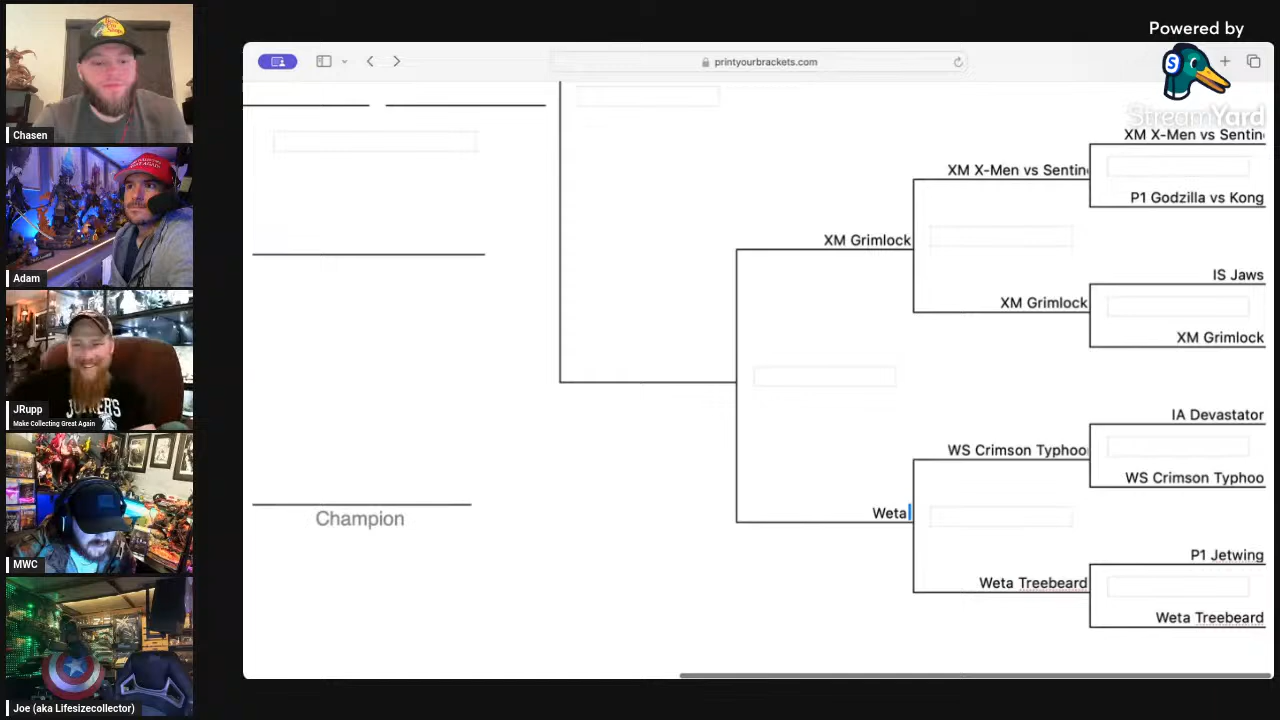 Powered by
StreamYard
printyourbrackets.com
Chasen
Adam
JRupp
Make Collecting Great Again
MWC
Joe (aka Lifesizecollector)
XM X-Men vs Sentin
XM X-Men vs Sentin
P1 Godzilla vs Kong
XM Grimlock
IS Jaws
XM Grimlock
XM Grimlock
IA Devastator
WS Crimson Typhoo
WS Crimson Typhoo
Weta
Champion
P1 Jetwing
Weta Treebeard
Weta Treebeard